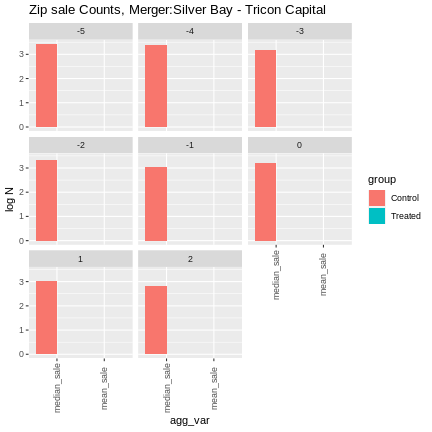 Zip sale Counts, Merger:Silver Bay - Tricon Capital
-5
-4
-3
3
2
1
0
-2
-1
0
3
2
1
0
1
2
3
2
1
0
log N
median_sale
mean_sale
median_sale
mean_sale
median_sale
mean_sale
agg_var
group
Control
Treated